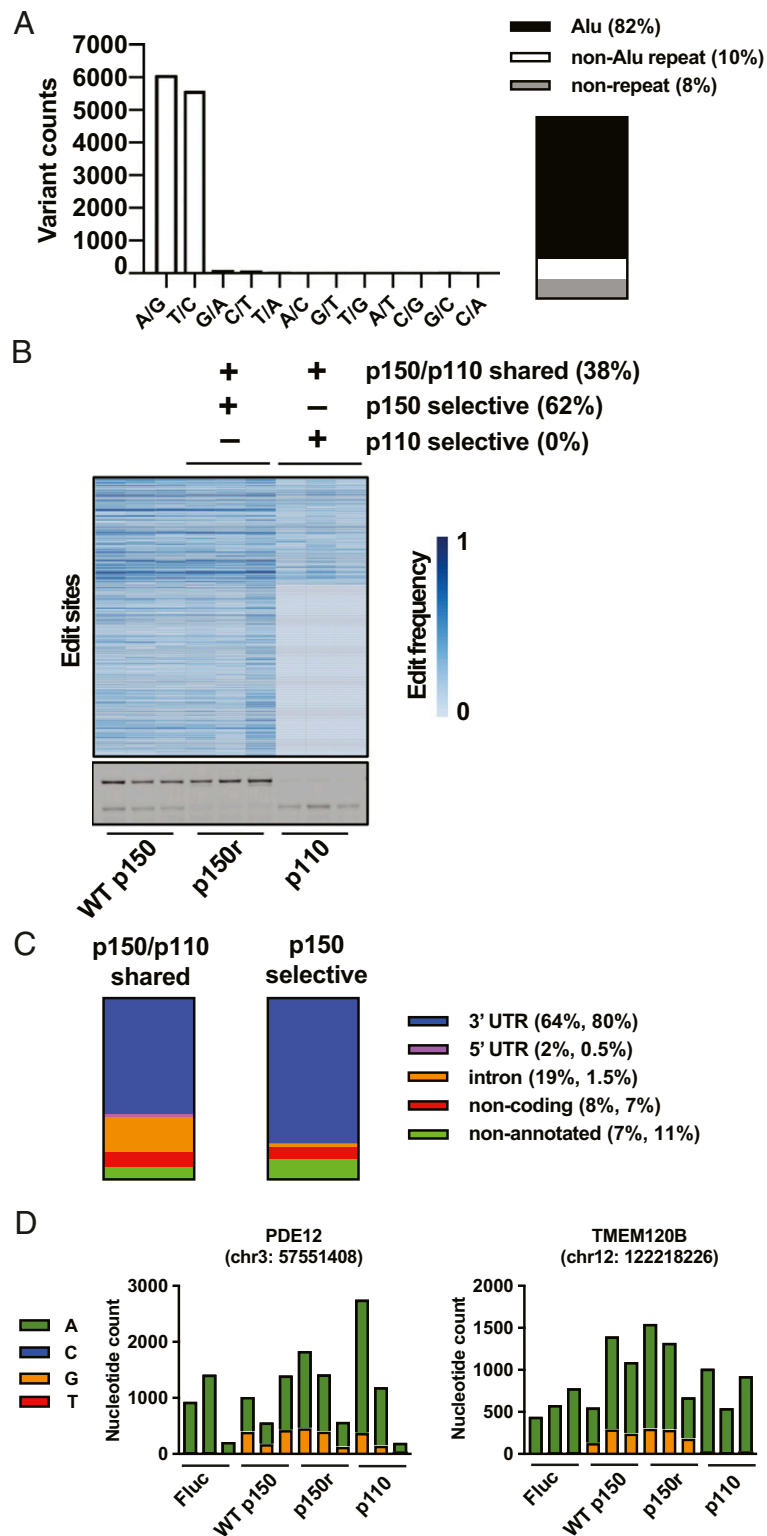 A
Variant counts
7000
6000
5000
4000
3000
2000
1000
0
A/G
T/C
G/A
C/T
T/A
A/C
G/T
T/G
A/T
C/G
G/C
C/A
Alu (82%)
non-Alu repeat (10%)
non-repeat (8%)
B
+ + p150/p110 shared (38%)
+ – p150 selective (62%)
– + p110 selective (0%)
Edit sites
Edit frequency
1
0
WT p150
p150r
p110
C
p150/p110
shared
p150
selective
3’ UTR (64%, 80%)
5’ UTR (2%, 0.5%)
intron (19%, 1.5%)
non-coding (8%, 7%)
non-annotated (7%, 11%)
D
A
C
G
T
PDE12
(chr3: 57551408)
Nucleotide count
3000
2000
1000
0
Fluc
WT p150
p150r
p110
TMEM120B
(chr12: 122218226)
Nucleotide count
2000
1500
1000
500
0
Fluc
WT p150
p150r
p110